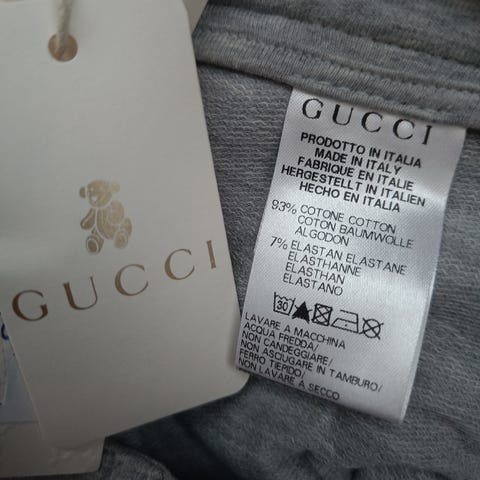 GUCCI
GUCCI
PRODOTTO IN ITALIA
MADE IN ITALY
FABRIQUE EN ITALIE
HERGESTELLT IN ITALIEN
HECHO EN ITALIA
93% COTONE COTTON
COTON BAUMWOLLE
ALGODON
7% ELASTAN ELASTANE
ELASTHANNE
ELASTHAN
ELASTANO
30
LAVARE A MACCHINA
ACQUA FREDDA/
NON CANDEGGIARE/
NON ASCIUGARE IN TAMBURO/
FERRO TIEPIDO/
NON LAVARE A SECCO